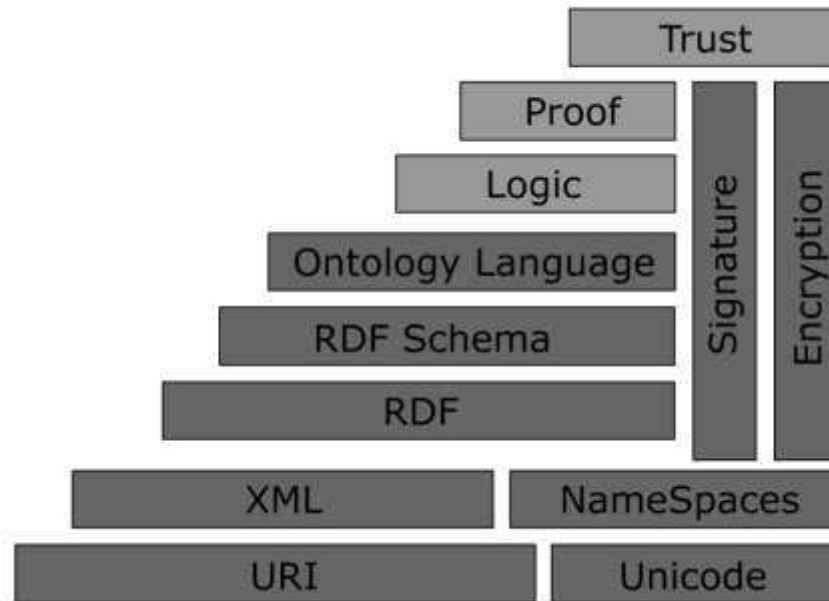 Trust
Proof
Logic
Ontology Language
RDF Schema
RDF
Signature
Encryption
XML
NameSpaces
URI
Unicode